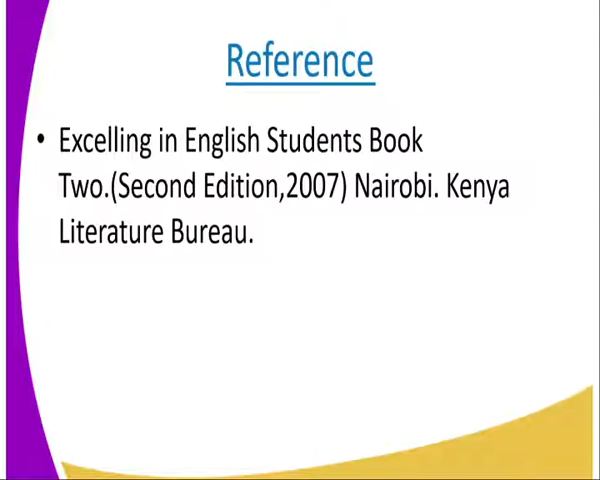 Reference
• Excelling in English Students Book
Two.(Second Edition,2007) Nairobi. Kenya
Literature Bureau.